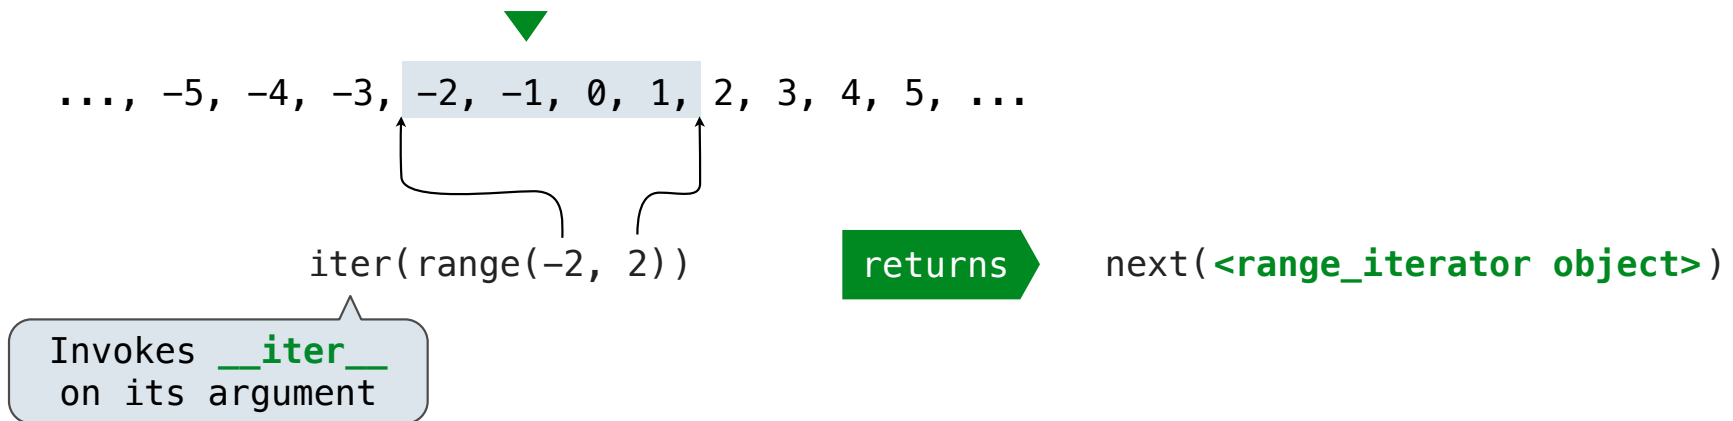 ..., −5, −4, −3, −2, −1, 0, 1, 2, 3, 4, 5, ...
iter(range(−2, 2))
returns
next(<range_iterator object>)
Invokes __iter__
on its argument